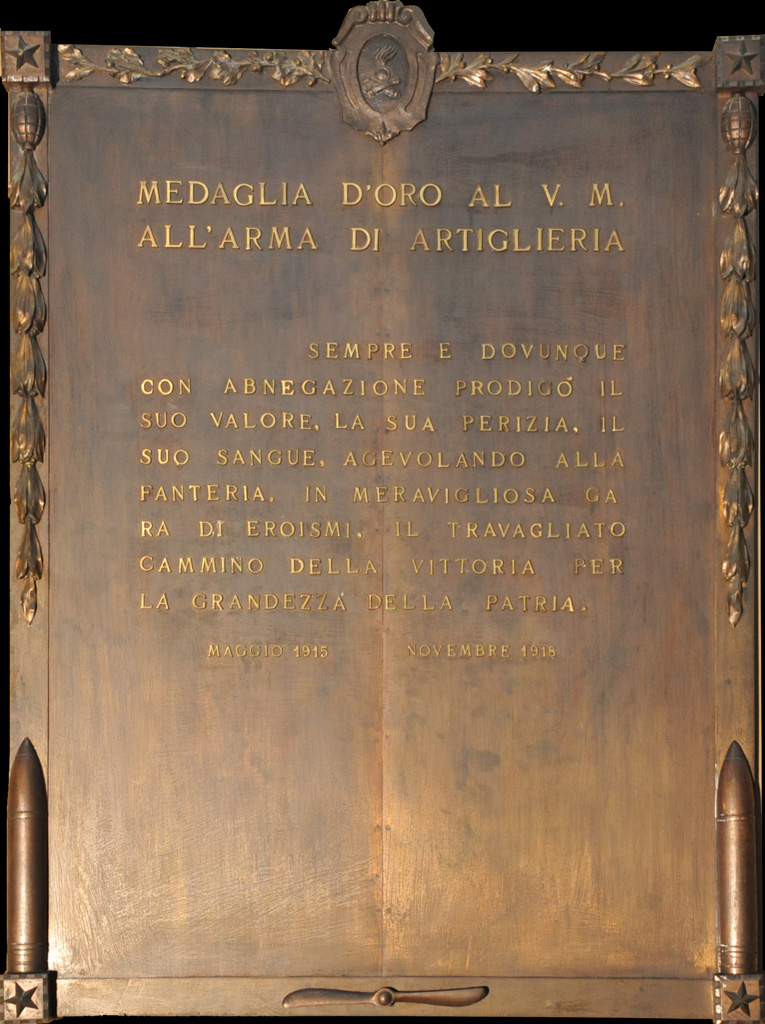 MEDAGLIA D'ORO AL V. M.
ALL'ARMA DI ARTIGLIERIA
SEMPRE E DOVUNQUE
CON ABNEGAZIONE PRODIGÓ IL
SUO VALORE, LA SUA PERIZIA, IL
SUO SANGUE, AGEVOLANDO ALLA
FANTERIA, IN MERAVIGLIOSA GA
RA DI EROISMI, IL TRAVAGLIATO
CAMMINO DELLA VITTORIA PER
LA GRANDEZZA DELLA PATRIA.
MAGGIO 1915 NOVEMBRE 1918